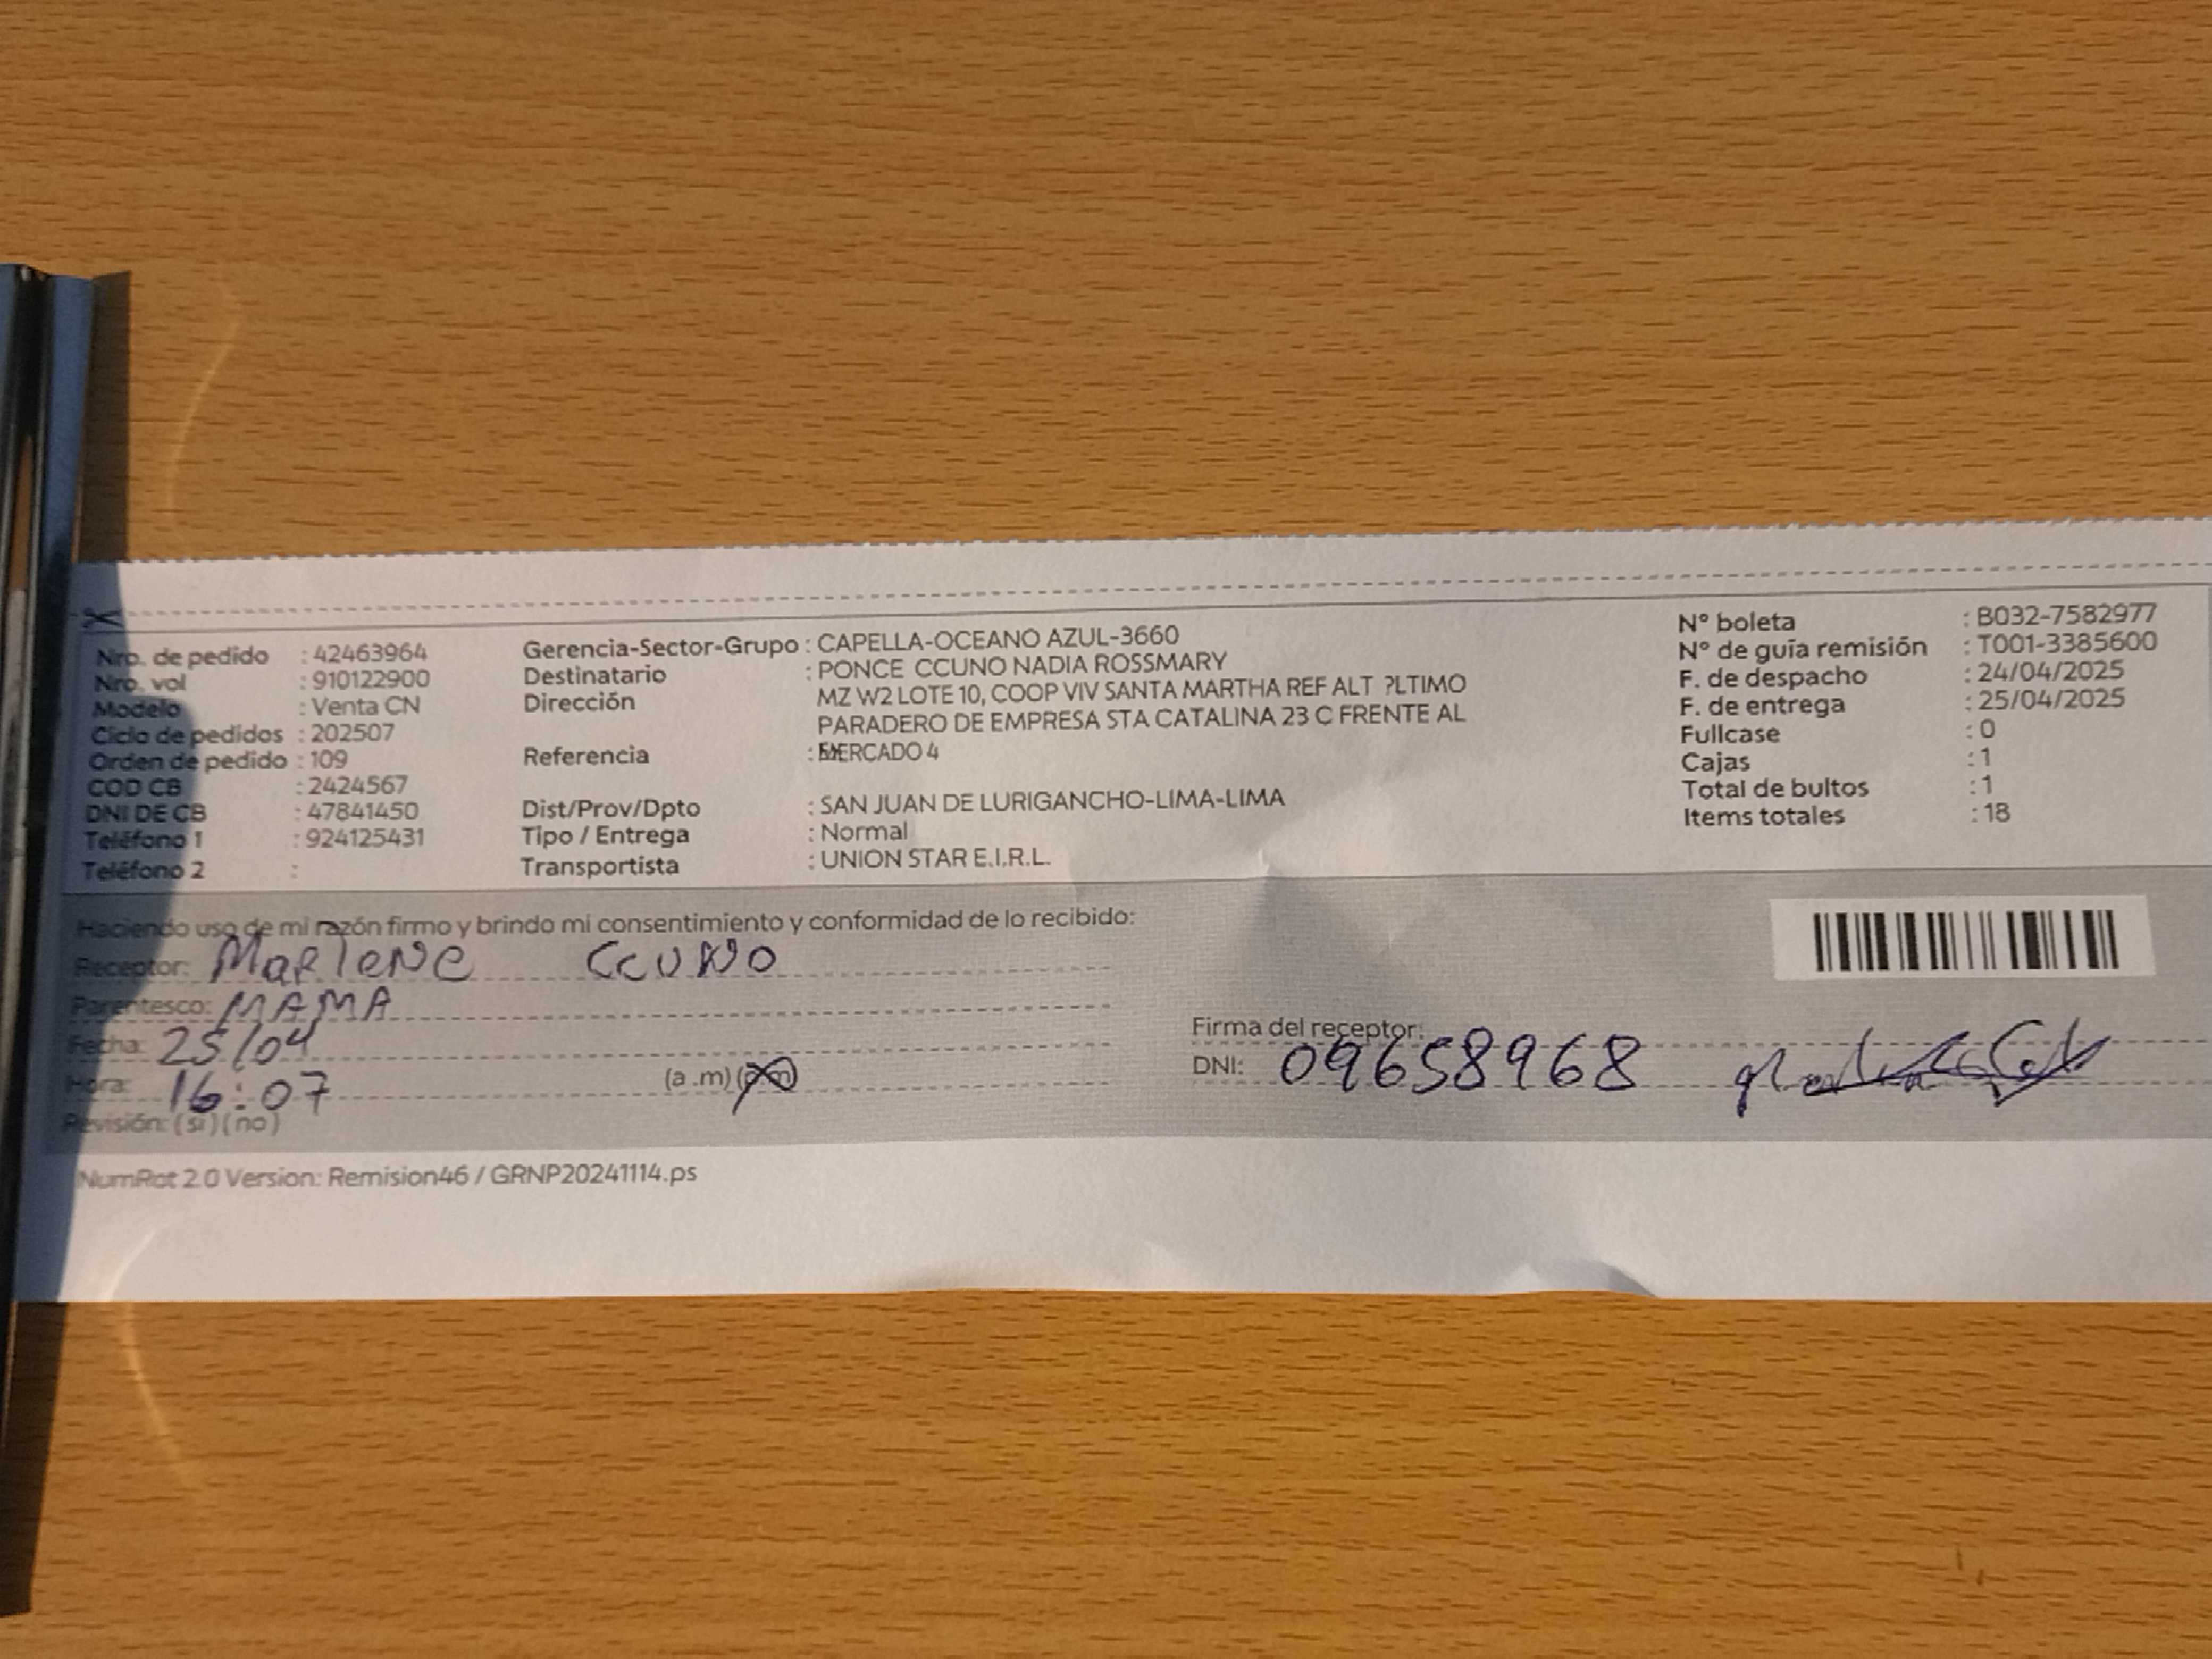 Nro. de pedido : 42463964
Nro. vol : 910122900
Modelo : Venta CN
Ciclo de pedidos : 202507
Orden de pedido : 109
COD CB : 2424567
DNI DE CB : 47841450
Teléfono 1 : 924125431
Teléfono 2 :
Gerencia-Sector-Grupo : CAPELLA-OCEANO AZUL-3660
Destinatario : PONCE CCUNO NADIA ROSSMARY
Dirección MZ W2 LOTE 10, COOP VIV SANTA MARTHA REF ALT ?LTIMO
PARADERO DE EMPRESA STA CATALINA 23 C FRENTE AL
Referencia : MERCADO 4
Dist/Prov/Dpto : SAN JUAN DE LURIGANCHO-LIMA-LIMA
Tipo / Entrega : Normal
Transportista : UNION STAR E.I.R.L.
N° boleta : B032-7582977
N° de guía remisión : T001-3385600
F. de despacho : 24/04/2025
F. de entrega : 25/04/2025
Fullcase : 0
Cajas : 1
Total de bultos : 1
Items totales : 18
Haciendo uso de mi razón firmo y brindo mi consentimiento y conformidad de lo recibido:
Receptor: Marlene Ccuno
Parentesco: MAMA
Fecha: 25/04
Hora: 16:07 (a .m) (p.m)
Revisión: (si) (no)
Firma del receptor:
DNI: 09658968
NumRot 2.0 Version: Remision46 / GRNP20241114.ps